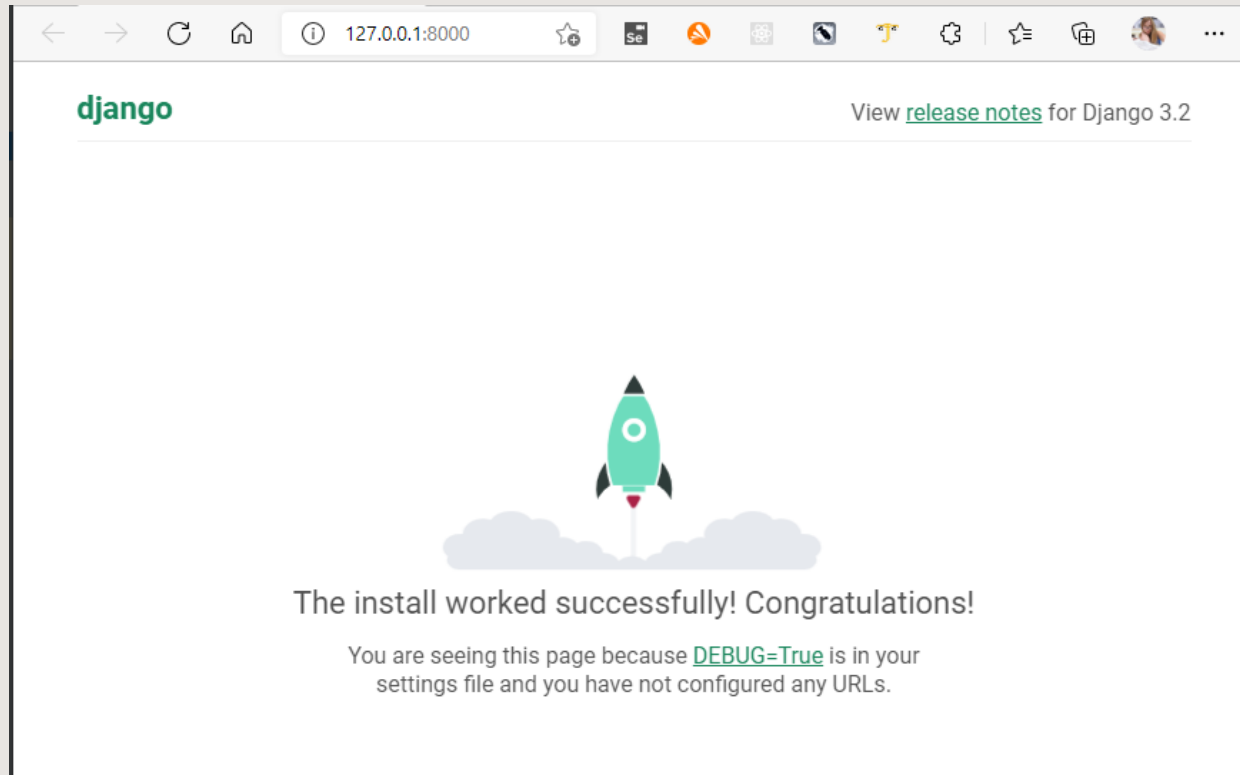 127.0.0.1:8000
Se
django
View release notes for Django 3.2
The install worked successfully! Congratulations!
You are seeing this page because DEBUG=True is in your
settings file and you have not configured any URLs.